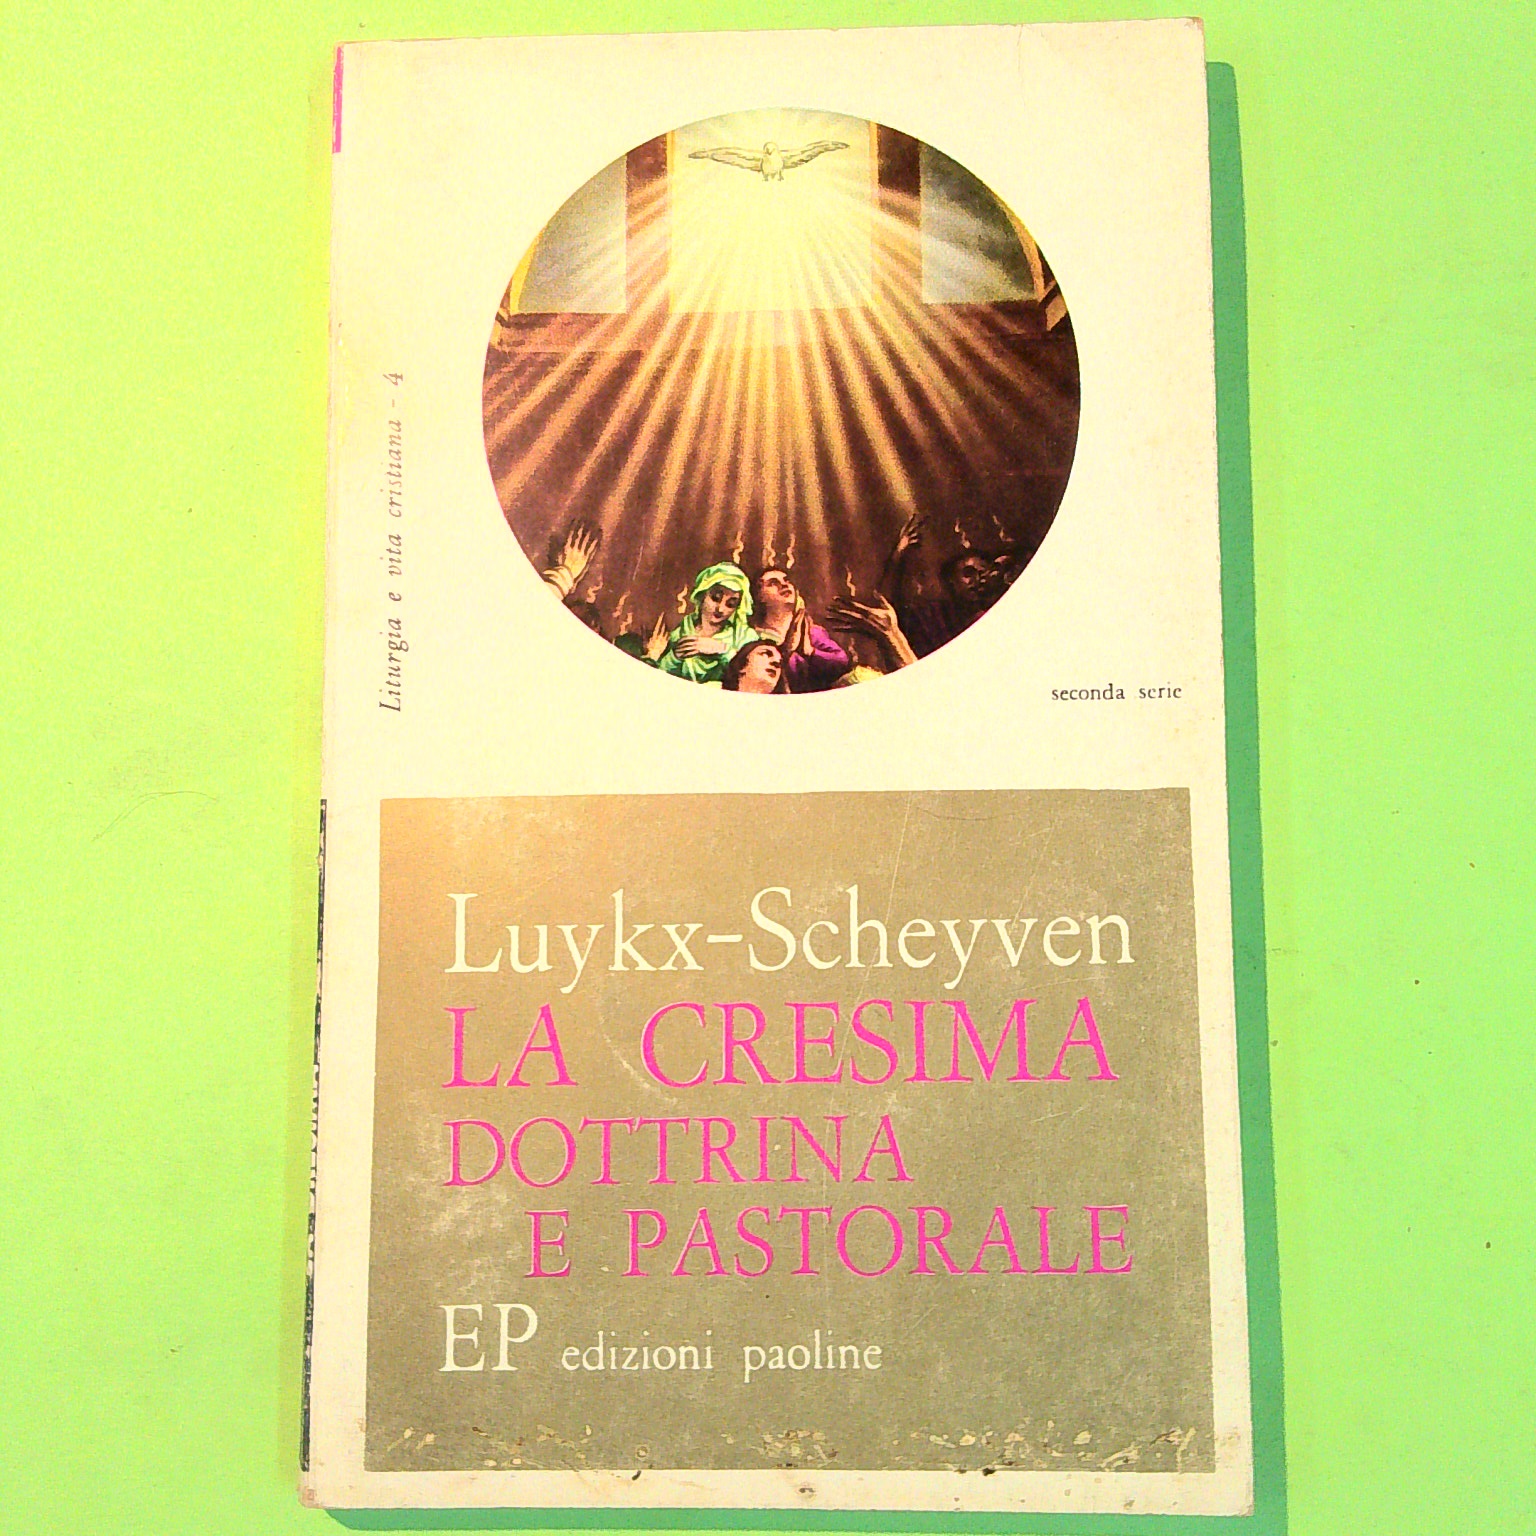 Liturgia e vita cristiana - 4
seconda serie
Luykx-Scheyven
LA CRESIMA
DOTTRINA
E PASTORALE
EP edizioni paoline